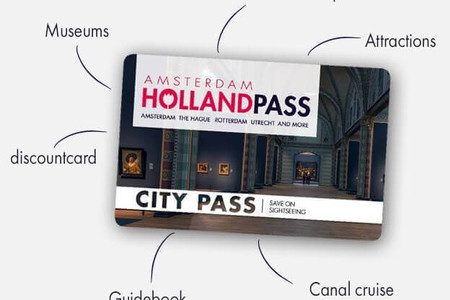 Museums
Attractions
AMSTERDAM
HOLLANDPASS
AMSTERDAM THE HAGUE ROTTERDAM UTRECHT AND MORE
discountcard
CITY PASS
SAVE ON
SIGHTSEEING
Guidebook
Canal cruise